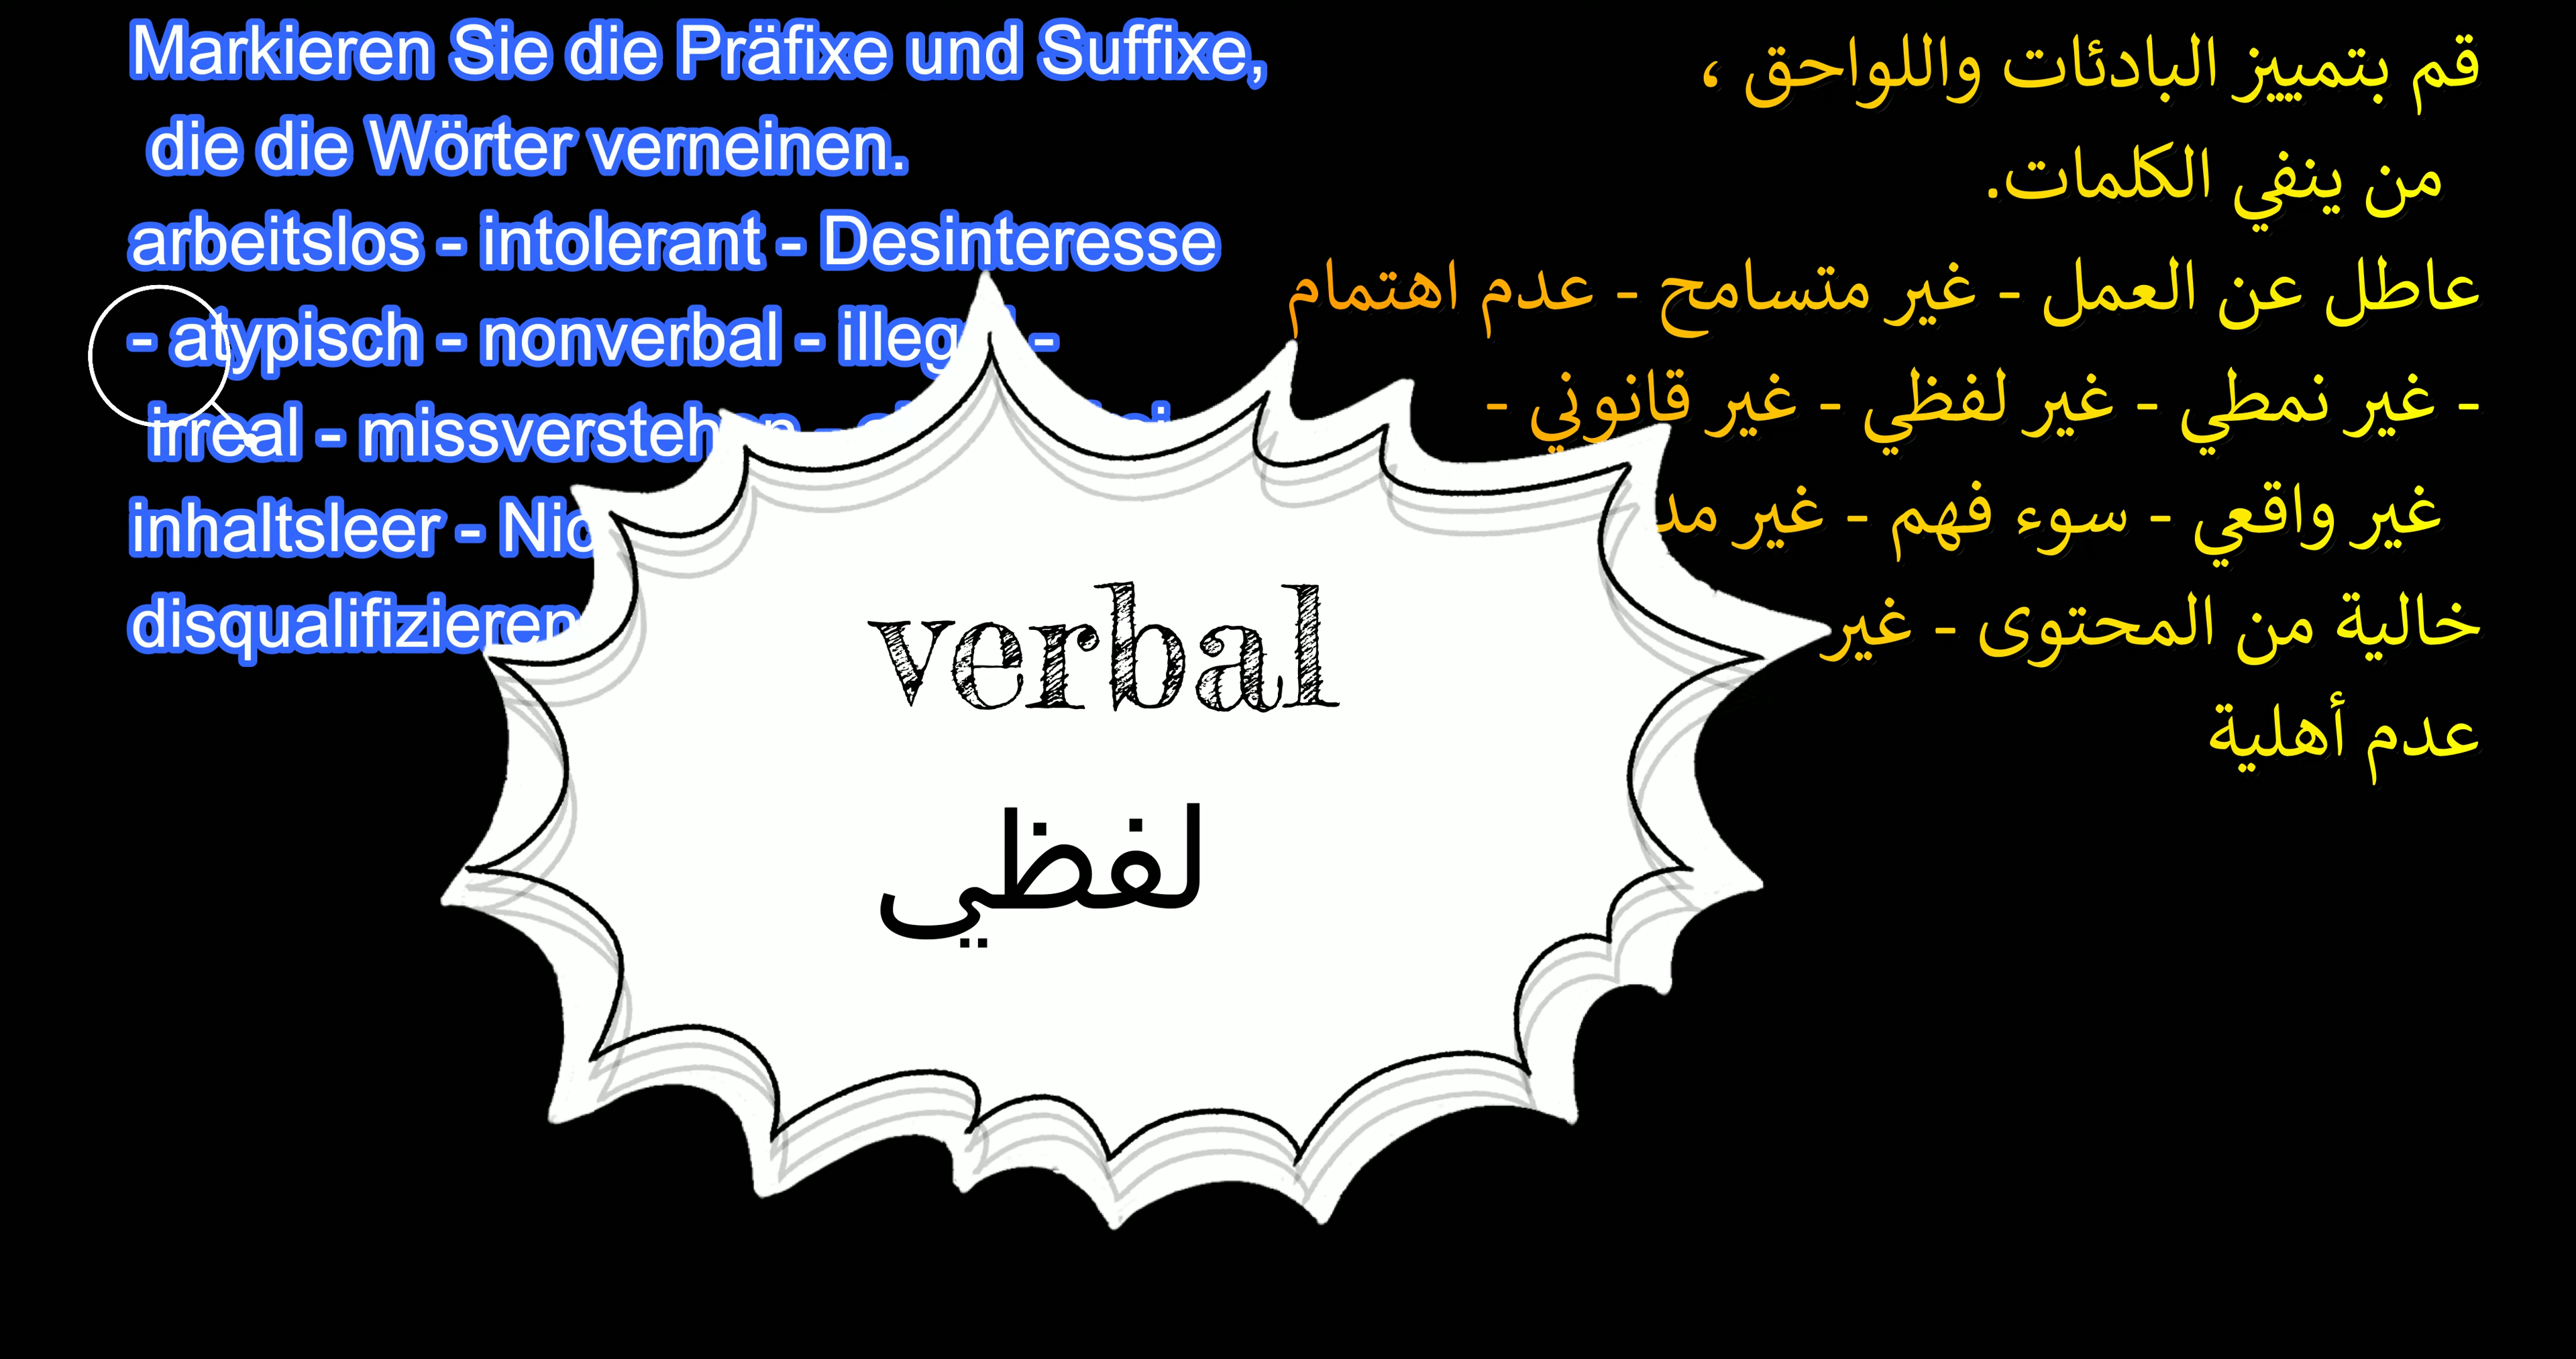 Markieren Sie die Präfixe und Suffixe,
die die Wörter verneinen.
arbeitslos - intolerant - Desinteresse
- atypisch - nonverbal - -
irreal -
inhaltsleer -
disqualifizieren
قم بتمييز البادئات واللواحق ،
من ينفي الكلمات.
عاطل عن العمل - غير متسامح - عدم اهتمام
- غير نمطي - غير لفظي - غير قانوني -
غير واقعي - سوء فهم - غير
خالية من المحتوى - غير
عدم أهلية
verbal
لفظي